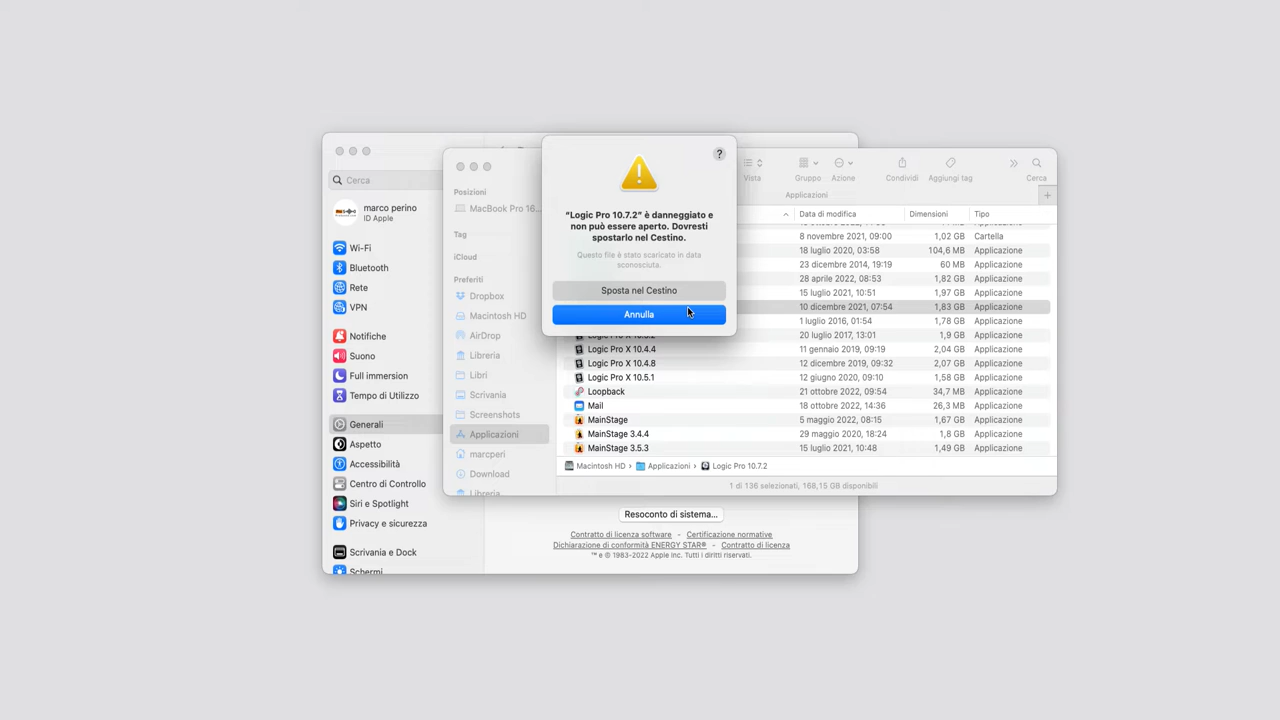 Cerca
marco perino
ID Apple
Wi-Fi
Bluetooth
Rete
VPN
Notifiche
Suono
Full immersion
Tempo di Utilizzo
Generali
Aspetto
Accessibilità
Centro di Controllo
Siri e Spotlight
Privacy e sicurezza
Scrivania e Dock
Schermi
Posizioni
MacBook Pro 16...
Tag
iCloud
Preferiti
Dropbox
Macintosh HD
AirDrop
Libreria
Libri
Scrivania
Screenshots
Applicazioni
marcperi
Download
Libreria
?
“Logic Pro 10.7.2” è danneggiato e
non può essere aperto. Dovresti
spostarlo nel Cestino.
Questo file è stato scaricato in data
sconosciuta.
Sposta nel Cestino
Annulla
Vista
Gruppo
Azione
Condividi
Aggiungi tag
Cerca
Applicazioni
Data di modifica Dimensioni Tipo
8 novembre 2021, 09:00 1,02 GB Cartella
18 luglio 2020, 03:58 104,6 MB Applicazione
23 dicembre 2014, 19:19 60 MB Applicazione
28 aprile 2022, 08:53 1,82 GB Applicazione
15 luglio 2021, 10:51 1,97 GB Applicazione
10 dicembre 2021, 07:54 1,83 GB Applicazione
1 luglio 2016, 01:54 1,78 GB Applicazione
20 luglio 2017, 13:01 1,9 GB Applicazione
Logic Pro X 10.4.4 11 gennaio 2019, 09:19 2,04 GB Applicazione
Logic Pro X 10.4.8 12 dicembre 2019, 09:32 2,07 GB Applicazione
Logic Pro X 10.5.1 12 giugno 2020, 09:10 1,58 GB Applicazione
Loopback 21 ottobre 2022, 09:54 34,7 MB Applicazione
Mail 18 ottobre 2022, 14:36 26,3 MB Applicazione
MainStage 5 maggio 2022, 08:15 1,67 GB Applicazione
MainStage 3.4.4 29 maggio 2020, 18:24 1,8 GB Applicazione
MainStage 3.5.3 15 luglio 2021, 10:48 1,49 GB Applicazione
Macintosh HD › Applicazioni › Logic Pro 10.7.2
1 di 136 selezionati, 168,15 GB disponibili
Resoconto di sistema...
Contratto di licenza software - Certificazione normative
Dichiarazione di conformità ENERGY STAR® - Contratto di licenza
™ e © 1983-2022 Apple Inc. Tutti i diritti riservati.